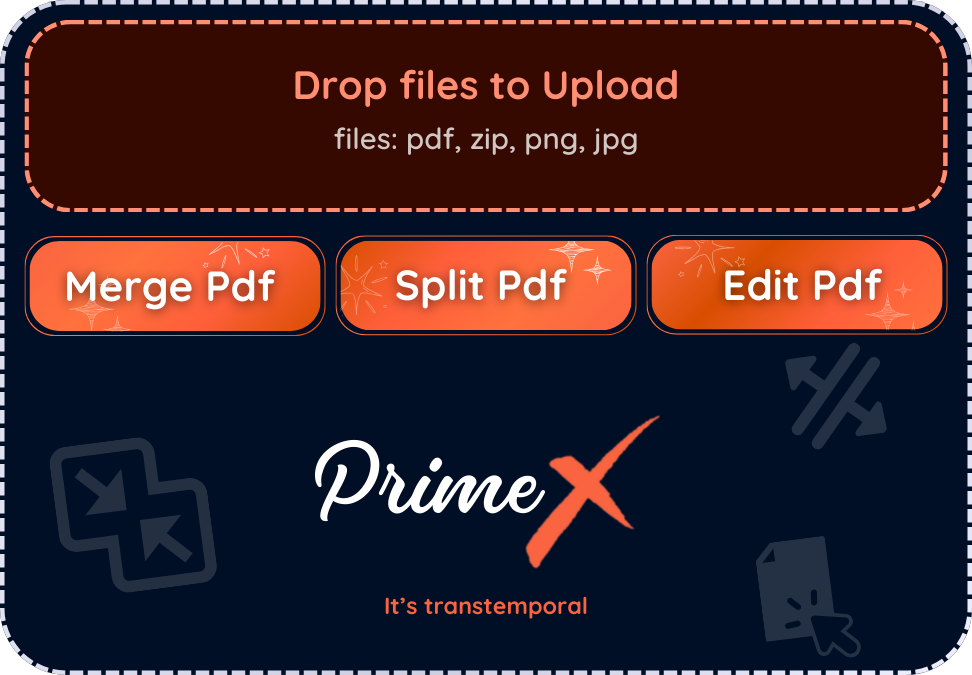 Drop files to Upload
files: pdf, zip, png, jpg
Merge Pdf
Split Pdf
Edit Pdf
PrimeX
It's transtemporal